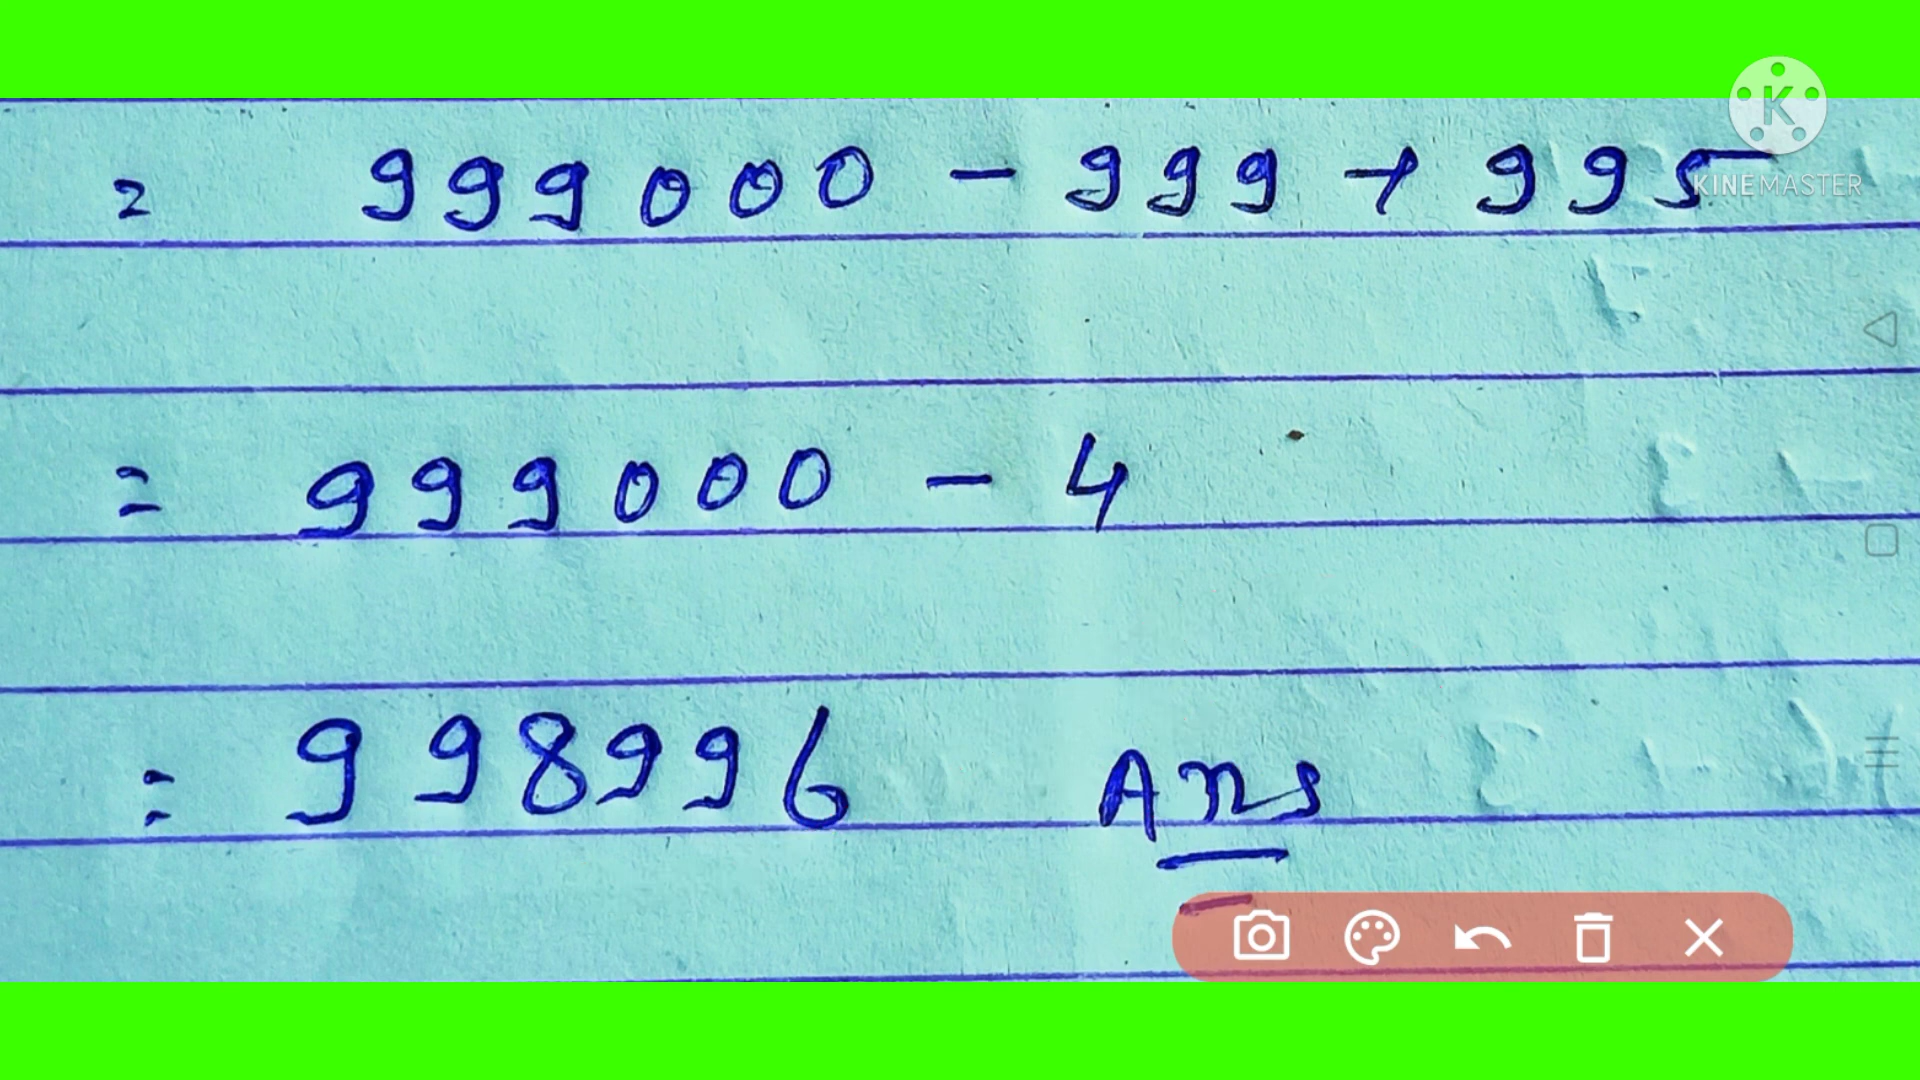 K
KINEMASTER
= 999000 - 999 + 995
= 999000 - 4
= 998996 Ans